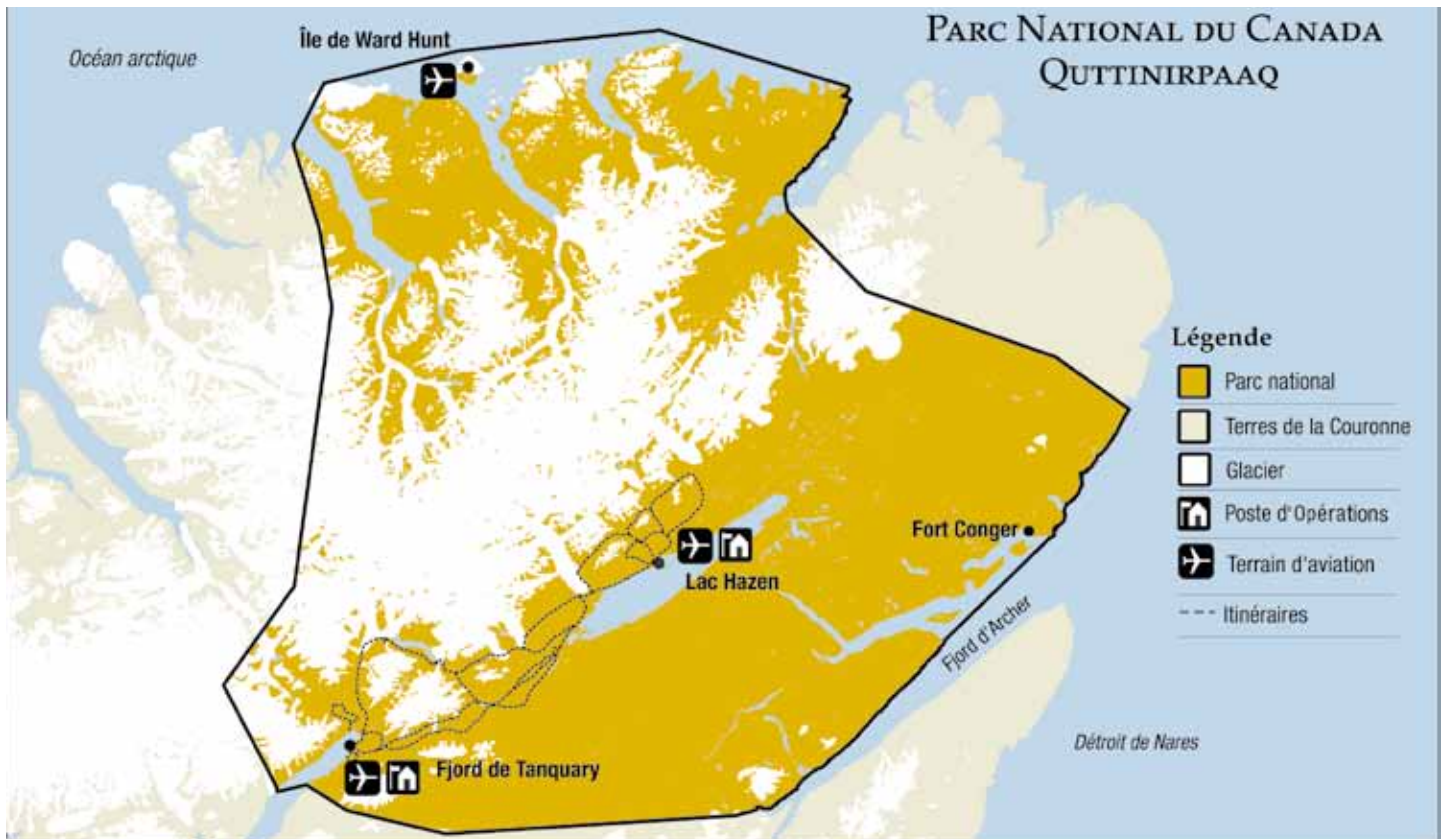 PARC NATIONAL DU CANADA
QUTTINIRPAAQ
Océan arctique
Île de Ward Hunt
Légende
Parc national
Terres de la Couronne
Glacier
Poste d'Opérations
Terrain d'aviation
Itinéraires
Fort Conger
Lac Hazen
Fjord d'Archer
Détroit de Nares
Fjord de Tanquary